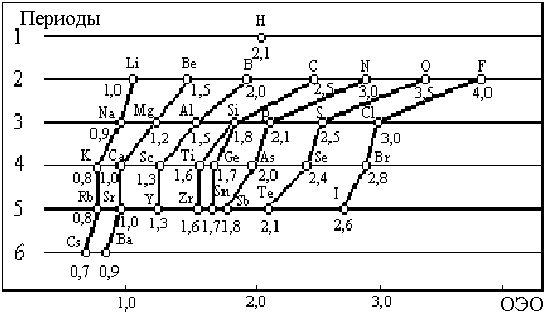 Периоды
H
1
2,1
Li Be B C N O F
2
1,0 1,5 2,0 2,5 3,0 3,5 4,0
Na Mg Al Si P S Cl
3
0,9 1,2 1,5 1,8 2,1 2,5 3,0
K Ca Sc Ti Ge As Se Br
4
0,8 1,0 1,3 1,6 1,7 2,0 2,4 2,8
Rb Sr Y Zr Sm Sb Te I
5
0,8 1,0 1,3 1,6 1,7 1,8 2,1 2,6
Cs Ba
6
0,7 0,9
1,0 2,0 3,0 ОЭО